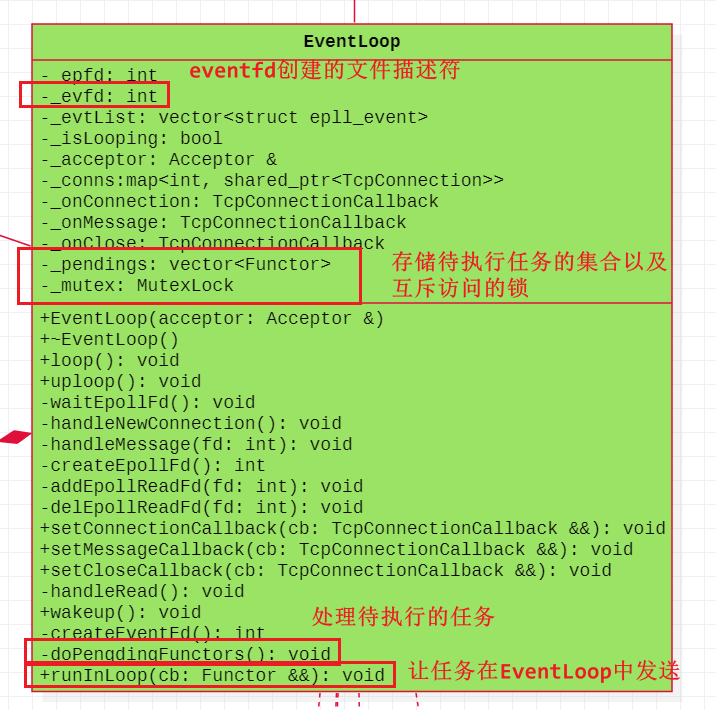 EventLoop
-_epfd: int
eventfd创建的文件描述符
-_evfd: int
-_evtList: vector<struct epll_event>
-_isLooping: bool
-_acceptor: Acceptor &
-_conns:map<int, shared_ptr<TcpConnection>>
-_onConnection: TcpConnectionCallback
-_onMessage: TcpConnectionCallback
-_onClose: TcpConnectionCallback
-_pendings: vector<Functor>
-_mutex: MutexLock
存储待执行任务的集合以及
互斥访问的锁
+EventLoop(acceptor: Acceptor &)
+~EventLoop()
+loop(): void
+uploop(): void
-waitEpollFd(): void
-handleNewConnection(): void
-handleMessage(fd: int): void
-createEpollFd(): int
-addEpollReadFd(fd: int): void
-delEpollReadFd(fd: int): void
+setConnectionCallback(cb: TcpConnectionCallback &&): void
+setMessageCallback(cb: TcpConnectionCallback &&): void
+setCloseCallback(cb: TcpConnectionCallback &&): void
-handleRead(): void
+wakeup(): void
处理待执行的任务
-createEventFd(): int
-doPengdingFunctors(): void
+runInLoop(cb: Functor &&): void
让任务在EventLoop中发送